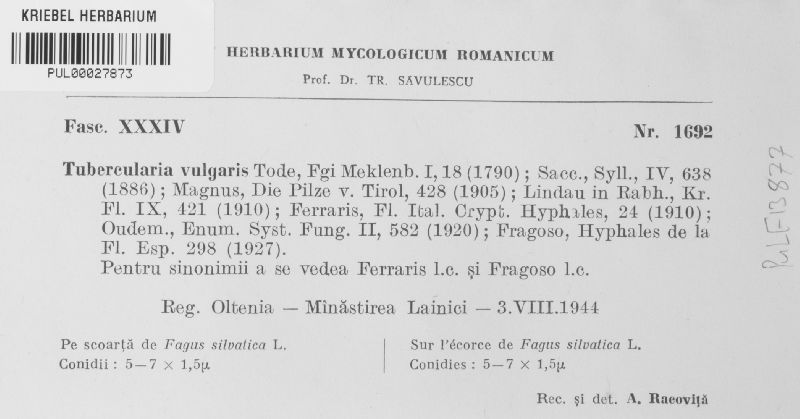 KRIEBEL HERBARIUM
PUL00027873
HERBARIUM MYCOLOGICUM ROMANICUM
Prof. Dr. TR. SĂVULESCU
Fasc. XXXIV
Nr. 1692
Tubercularia vulgaris Tode, Fgi Meklenb. I, 18 (1790) ; Sacc., Syll., IV, 638
(1886) ; Magnus, Die Pilze v. Tirol, 428 (1905) ; Lindau in Rabh., Kr.
Fl. IX, 421 (1910) ; Ferraris, Fl. Ital. Crypt. Hyphales, 24 (1910) ;
Oudem., Enum. Syst. Fung. II, 582 (1920) ; Fragoso, Hyphales de la
Fl. Esp. 298 (1927).
Pentru sinonimii a se vedea Ferraris l.c. și Fragoso l.c.
Reg. Oltenia — Mînăstirea Lainici — 3.VIII.1944
Pe scoarță de Fagus silvatica L.
Conidii : 5—7 × 1,5μ
Sur l'écorce de Fagus silvatica L.
Conidies : 5—7 × 1,5μ
Rec. și det. A. Racoviță
PULF13877